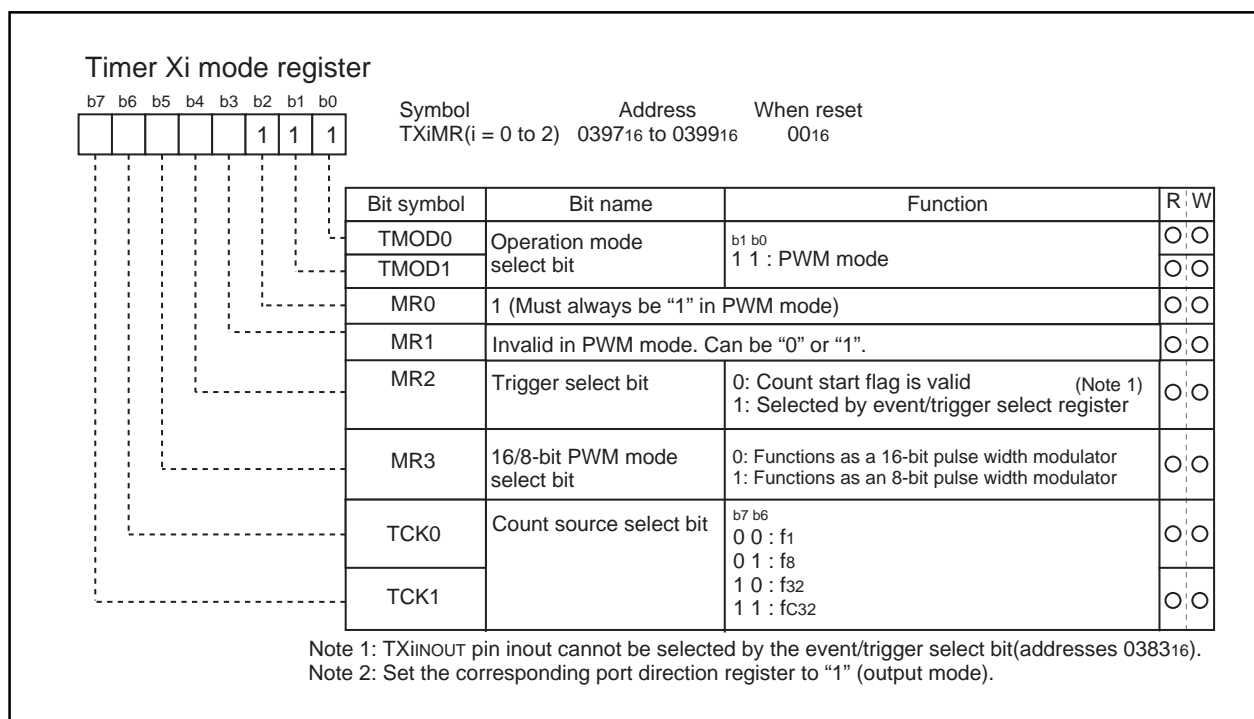 Timer Xi mode register
b7 b6 b5 b4 b3 b2 b1 b0
1 1 1
Symbol Address When reset
TXiMR(i = 0 to 2) 039716 to 039916 0016
Bit symbol Bit name Function R W
TMOD0 Operation mode select bit b1 b0
TMOD1 1 1 : PWM mode
MR0 1 (Must always be “1” in PWM mode)
MR1 Invalid in PWM mode. Can be “0” or “1”.
MR2 Trigger select bit 0: Count start flag is valid (Note 1)
1: Selected by event/trigger select register
MR3 16/8-bit PWM mode select bit 0: Functions as a 16-bit pulse width modulator
1: Functions as an 8-bit pulse width modulator
TCK0 Count source select bit b7 b6
0 0 : f1
0 1 : f8
TCK1 1 0 : f32
1 1 : fC32
Note 1: TXiINOUT pin inout cannot be selected by the event/trigger select bit(addresses 038316).
Note 2: Set the corresponding port direction register to “1” (output mode).